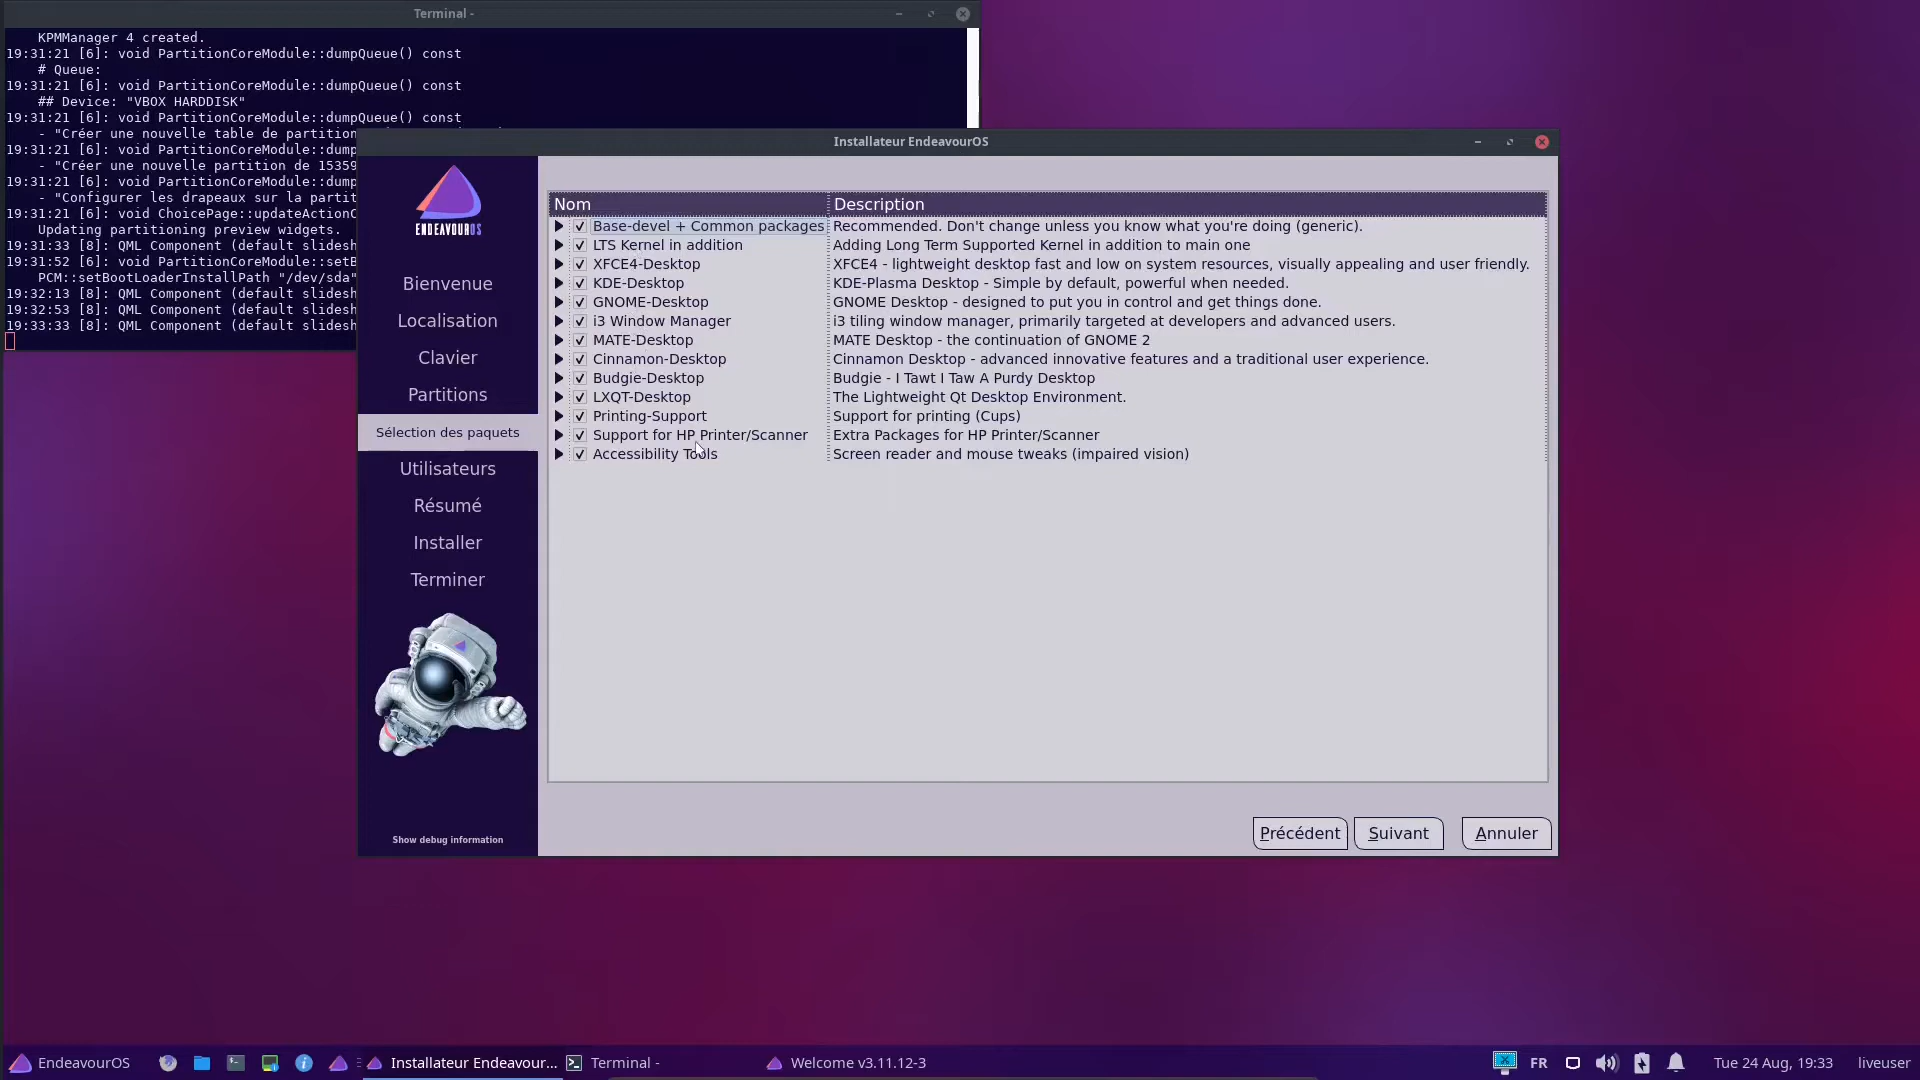 Terminal -
KPMManager 4 created.
19:31:21 [6]: void PartitionCoreModule::dumpQueue() const
# Queue:
19:31:21 [6]: void PartitionCoreModule::dumpQueue() const
## Device: "VBOX HARDDISK"
19:31:21 [6]: void PartitionCoreModule::dumpQueue() const
- "Créer une nouvelle table de partition
19:31:21 [6]: void PartitionCoreModule::dump
- "Créer une nouvelle partition de 15359
19:31:21 [6]: void PartitionCoreModule::dump
- "Configurer les drapeaux sur la partit
19:31:21 [6]: void ChoicePage::updateActionC
Updating partitioning preview widgets.
19:31:33 [8]: QML Component (default slidesh
19:31:52 [6]: void PartitionCoreModule::setB
PCM::setBootLoaderInstallPath "/dev/sda"
19:32:13 [8]: QML Component (default slidesh
19:32:53 [8]: QML Component (default slidesh
19:33:33 [8]: QML Component (default slidesh
Installateur EndeavourOS
ENDEAVOUROS
Bienvenue
Localisation
Clavier
Partitions
Sélection des paquets
Utilisateurs
Résumé
Installer
Terminer
Show debug information
Nom Description
Base-devel + Common packages Recommended. Don't change unless you know what you're doing (generic).
LTS Kernel in addition Adding Long Term Supported Kernel in addition to main one
XFCE4-Desktop XFCE4 - lightweight desktop fast and low on system resources, visually appealing and user friendly.
KDE-Desktop KDE-Plasma Desktop - Simple by default, powerful when needed.
GNOME-Desktop GNOME Desktop - designed to put you in control and get things done.
i3 Window Manager i3 tiling window manager, primarily targeted at developers and advanced users.
MATE-Desktop MATE Desktop - the continuation of GNOME 2
Cinnamon-Desktop Cinnamon Desktop - advanced innovative features and a traditional user experience.
Budgie-Desktop Budgie - I Tawt I Taw A Purdy Desktop
LXQT-Desktop The Lightweight Qt Desktop Environment.
Printing-Support Support for printing (Cups)
Support for HP Printer/Scanner Extra Packages for HP Printer/Scanner
Accessibility Tools Screen reader and mouse tweaks (impaired vision)
Précédent Suivant Annuler
EndeavourOS Installateur Endeavour... Terminal - Welcome v3.11.12-3 FR Tue 24 Aug, 19:33 liveuser